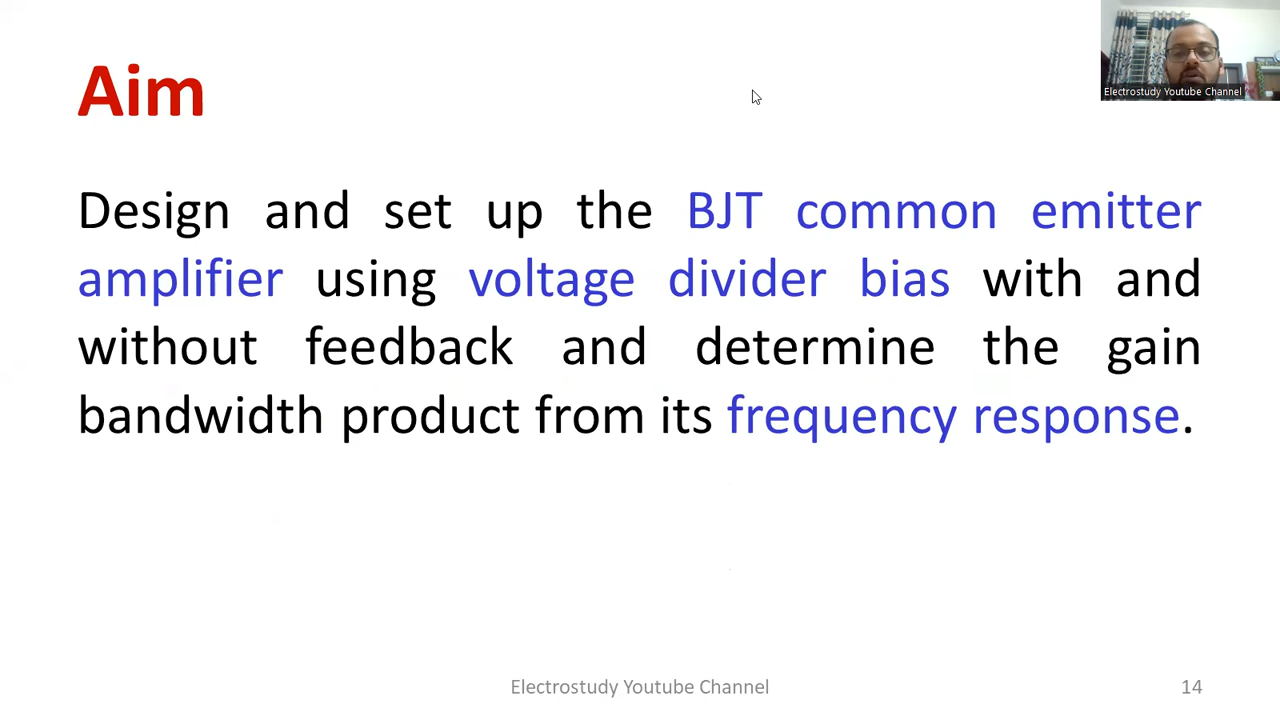 Aim
Electrostudy Youtube Channel
Design and set up the BJT common emitter
amplifier using voltage divider bias with and
without feedback and determine the gain
bandwidth product from its frequency response.
Electrostudy Youtube Channel
14